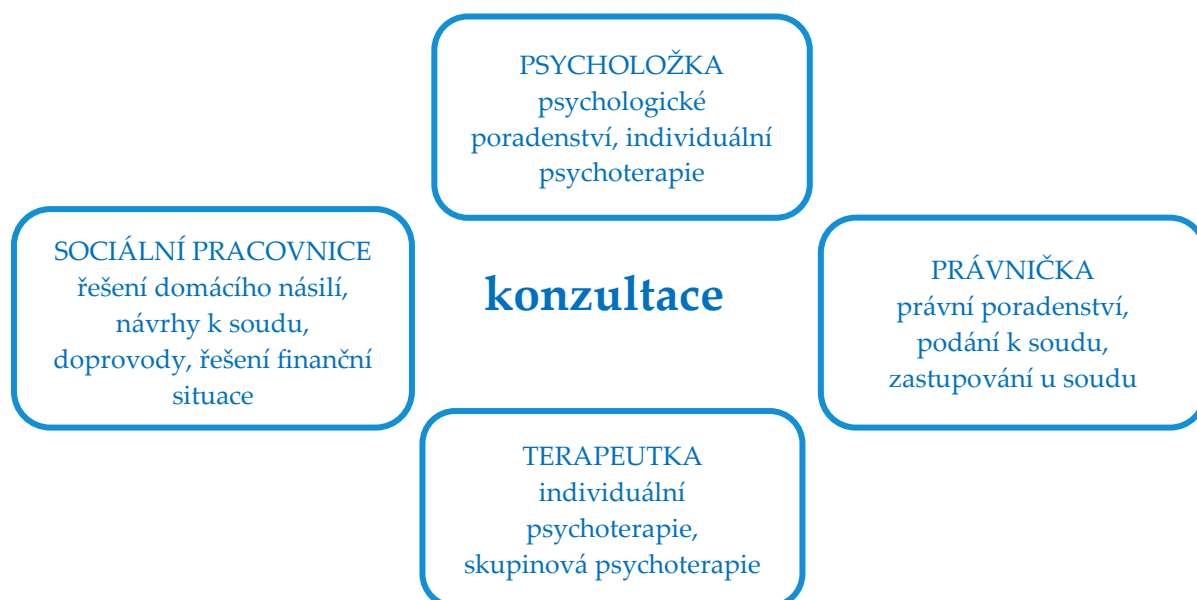 PSYCHOLOŽKA
psychologické
poradenství, individuální
psychoterapie
SOCIÁLNÍ PRACOVNICE
řešení domácího násilí,
návrhy k soudu,
doprovody, řešení finanční
situace
konzultace
PRÁVNIČKA
právní poradenství,
podání k soudu,
zastupování u soudu
TERAPEUTKA
individuální
psychoterapie,
skupinová psychoterapie